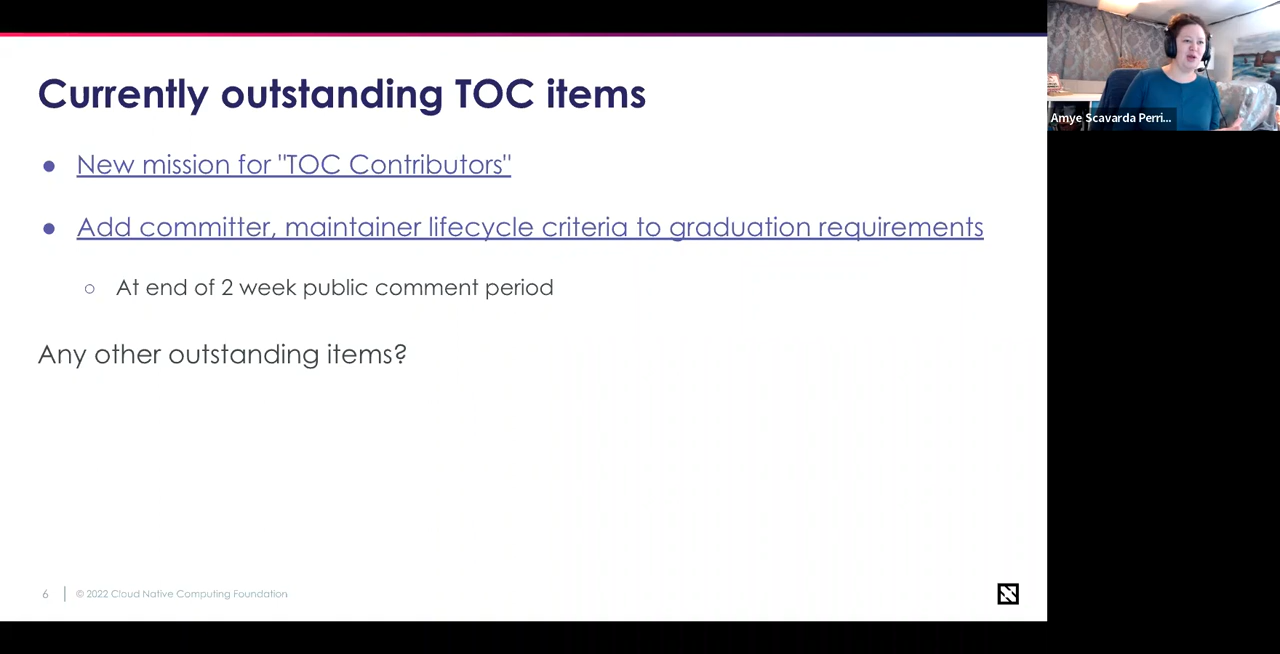 Currently outstanding TOC items
● New mission for "TOC Contributors"
● Add committer, maintainer lifecycle criteria to graduation requirements
○ At end of 2 week public comment period
Any other outstanding items?
6 | © 2022 Cloud Native Computing Foundation
Amye Scavarda Perri...